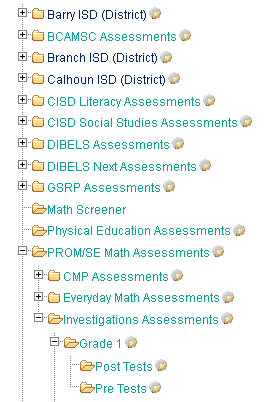 Barry ISD (District)
BCAMSC Assessments
Branch ISD (District)
Calhoun ISD (District)
CISD Literacy Assessments
CISD Social Studies Assessments
DIBELS Assessments
DIBELS Next Assessments
GSRP Assessments
Math Screener
Physical Education Assessments
PROM/SE Math Assessments
CMP Assessments
Everyday Math Assessments
Investigations Assessments
Grade 1
Post Tests
Pre Tests